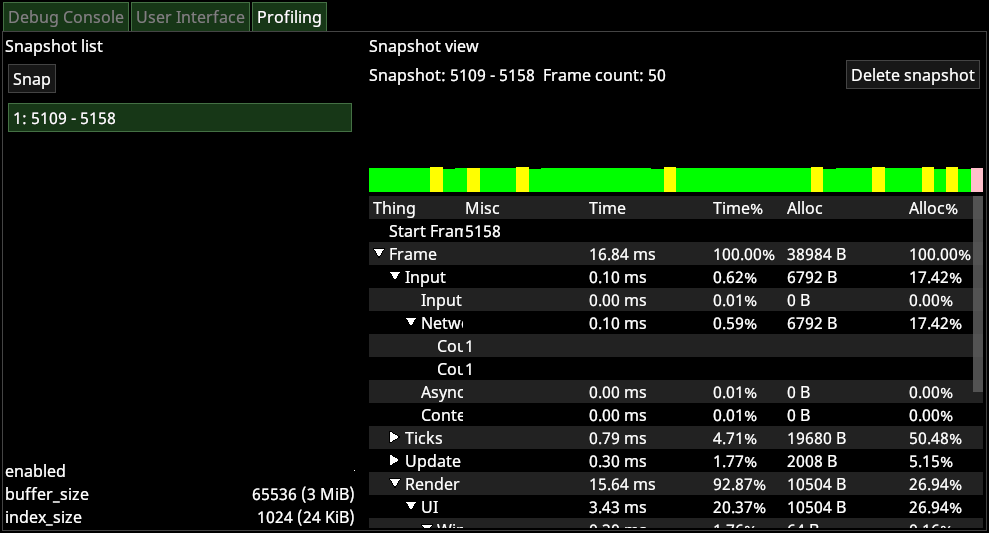 Debug Console User Interface Profiling
Snapshot list
Snap
1: 5109 - 5158
enabled
buffer_size 65536 (3 MiB)
index_size 1024 (24 KiB)
Snapshot view
Snapshot: 5109 - 5158 Frame count: 50
Delete snapshot
Thing Misc Time Time% Alloc Alloc%
Start Fram 5158
Frame 16.84 ms 100.00% 38984 B 100.00%
Input 0.10 ms 0.62% 6792 B 17.42%
Input 0.00 ms 0.01% 0 B 0.00%
Netw 0.10 ms 0.59% 6792 B 17.42%
Cou 1
Cou 1
Async 0.00 ms 0.01% 0 B 0.00%
Conte 0.00 ms 0.01% 0 B 0.00%
Ticks 0.79 ms 4.71% 19680 B 50.48%
Update 0.30 ms 1.77% 2008 B 5.15%
Render 15.64 ms 92.87% 10504 B 26.94%
UI 3.43 ms 20.37% 10504 B 26.94%